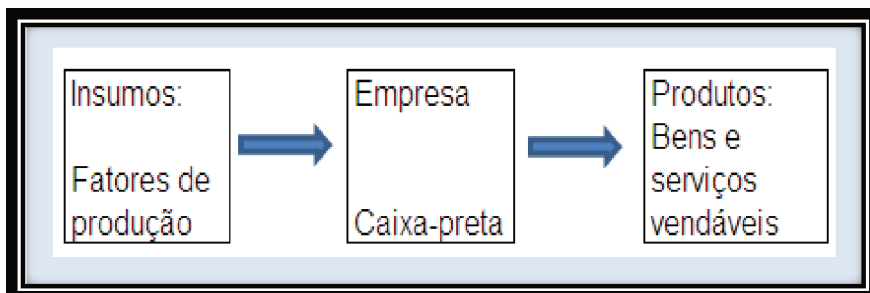 Insumos:
Fatores de
produção
Empresa
Caixa-preta
Produtos:
Bens e
serviços
vendáveis